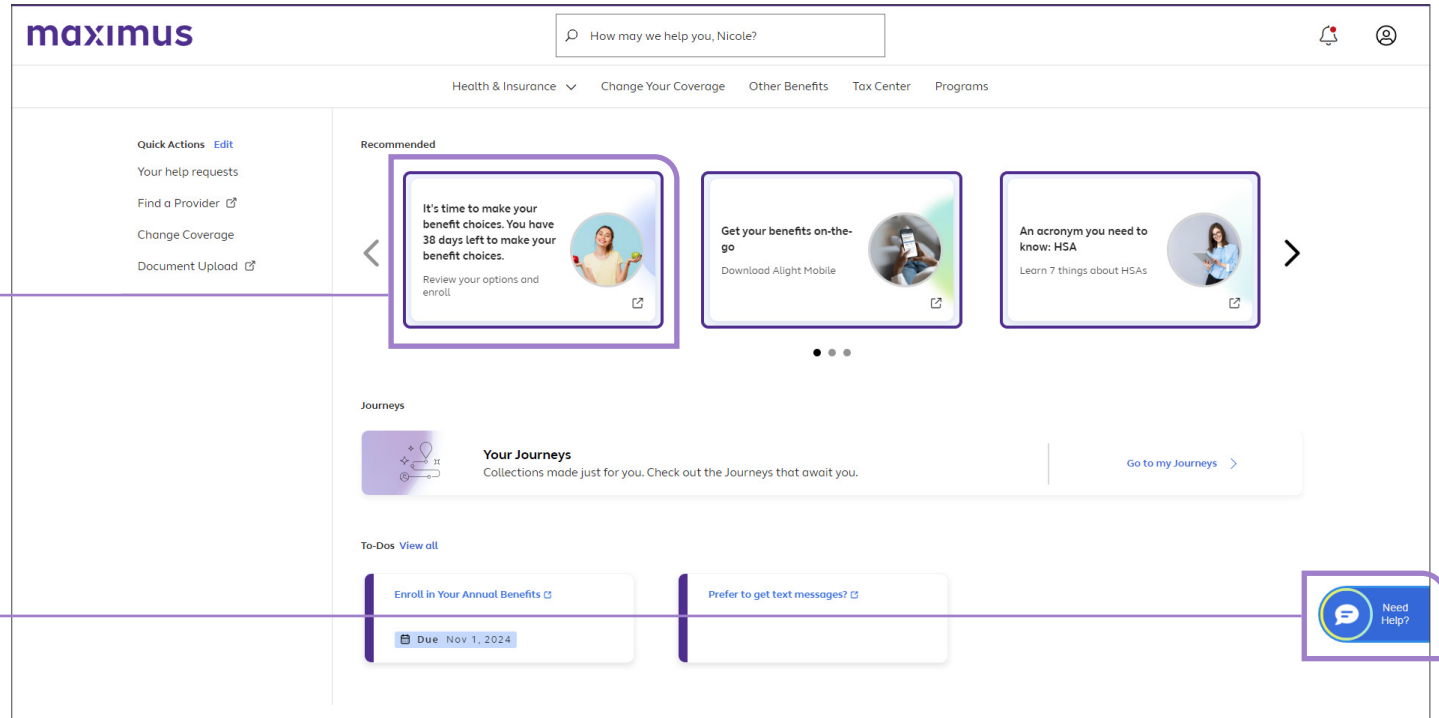 maximus
How may we help you, Nicole?
Health & Insurance
Change Your Coverage
Other Benefits
Tax Center
Programs
Quick Actions Edit
Your help requests
Find a Provider
Change Coverage
Document Upload
Recommended
It's time to make your
benefit choices. You have
38 days left to make your
benefit choices.
Review your options and
enroll
Get your benefits on-the-
go
Download Alight Mobile
An acronym you need to
know: HSA
Learn 7 things about HSAs
Journeys
Your Journeys
Collections made just for you. Check out the Journeys that await you.
Go to my Journeys
To-Dos View all
Enroll in Your Annual Benefits
Due Nov 1, 2024
Prefer to get text messages?
Need
Help?